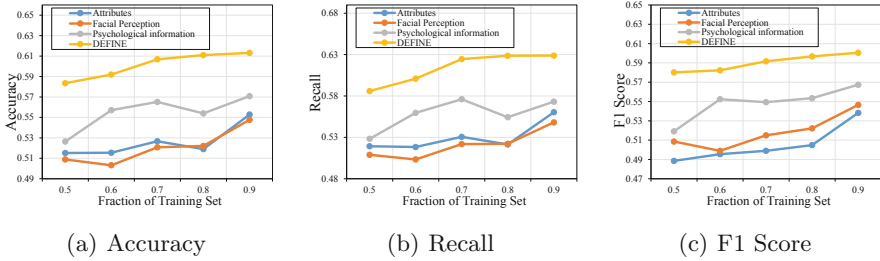 Attributes
Facial Perception
Psychological information
DEFINE
0.65
0.63
0.61
0.59
0.57
0.55
0.53
0.51
0.49
Accuracy
0.5 0.6 0.7 0.8 0.9
Fraction of Training Set
(a) Accuracy
Attributes
Facial Perception
Psychological information
DEFINE
0.68
0.63
0.58
0.53
0.48
Recall
0.5 0.6 0.7 0.8 0.9
Fraction of Training Set
(b) Recall
Attributes
Facial Perception
Psychological information
DEFINE
0.65
0.63
0.61
0.59
0.57
0.55
0.53
0.51
0.49
0.47
F1 Score
0.5 0.6 0.7 0.8 0.9
Fraction of Training Set
(c) F1 Score